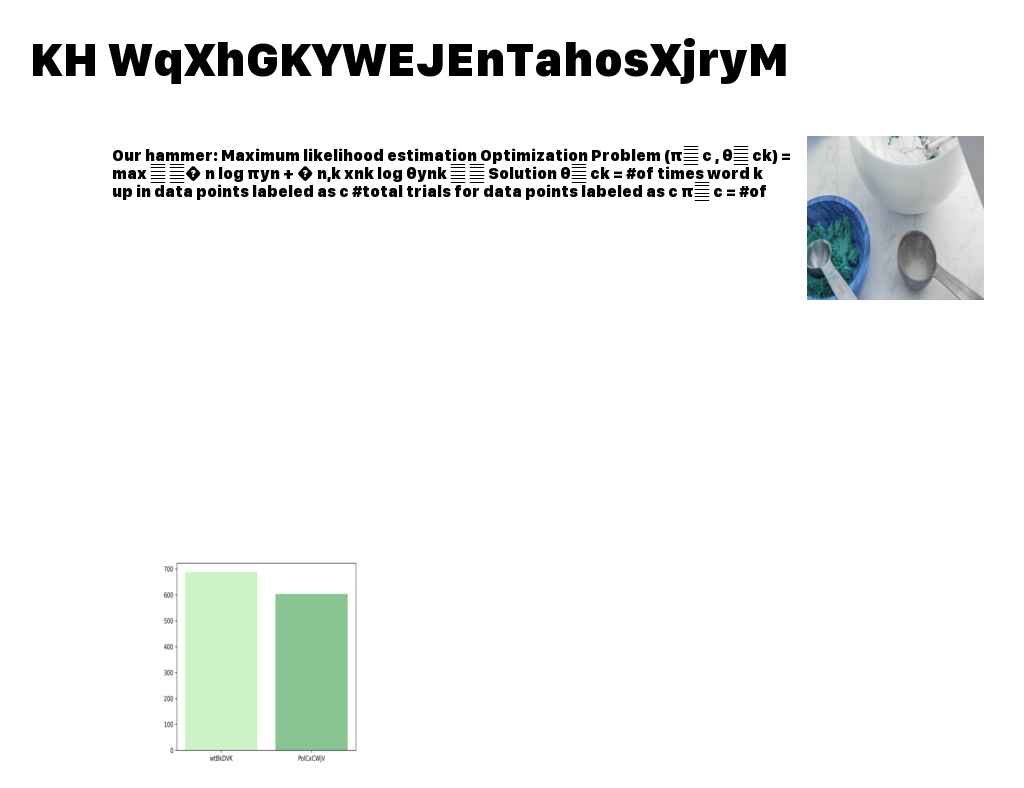 KH WqXhGKYWEJEnTahosXjryM
Our hammer: Maximum likelihood estimation Optimization Problem (π𝌆 c , θ𝌆 ck) =
max 𝌆 𝌆� n log πyn + � n,k xnk log θynk 𝌆 𝌆 Solution θ𝌆 ck = #of times word k
up in data points labeled as c #total trials for data points labeled as c π𝌆 c = #of
700
600
500
400
300
200
100
0
wtBkDVK PolCxCWjV